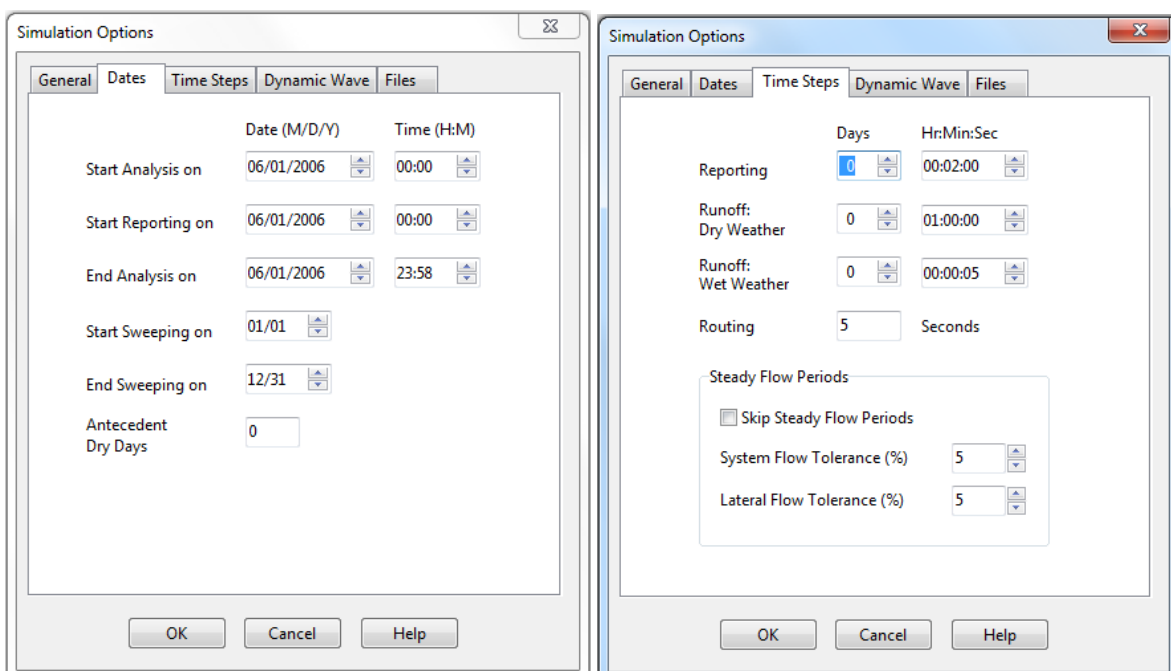 Simulation Options
General Dates Time Steps Dynamic Wave Files
Date (M/D/Y) Time (H:M)
Start Analysis on 06/01/2006 00:00
Start Reporting on 06/01/2006 00:00
End Analysis on 06/01/2006 23:58
Start Sweeping on 01/01
End Sweeping on 12/31
Antecedent
Dry Days 0
OK Cancel Help
Simulation Options
General Dates Time Steps Dynamic Wave Files
Days Hr:Min:Sec
Reporting 0 00:02:00
Runoff:
Dry Weather 0 01:00:00
Runoff:
Wet Weather 0 00:00:05
Routing 5 Seconds
Steady Flow Periods
Skip Steady Flow Periods
System Flow Tolerance (%) 5
Lateral Flow Tolerance (%) 5
OK Cancel Help